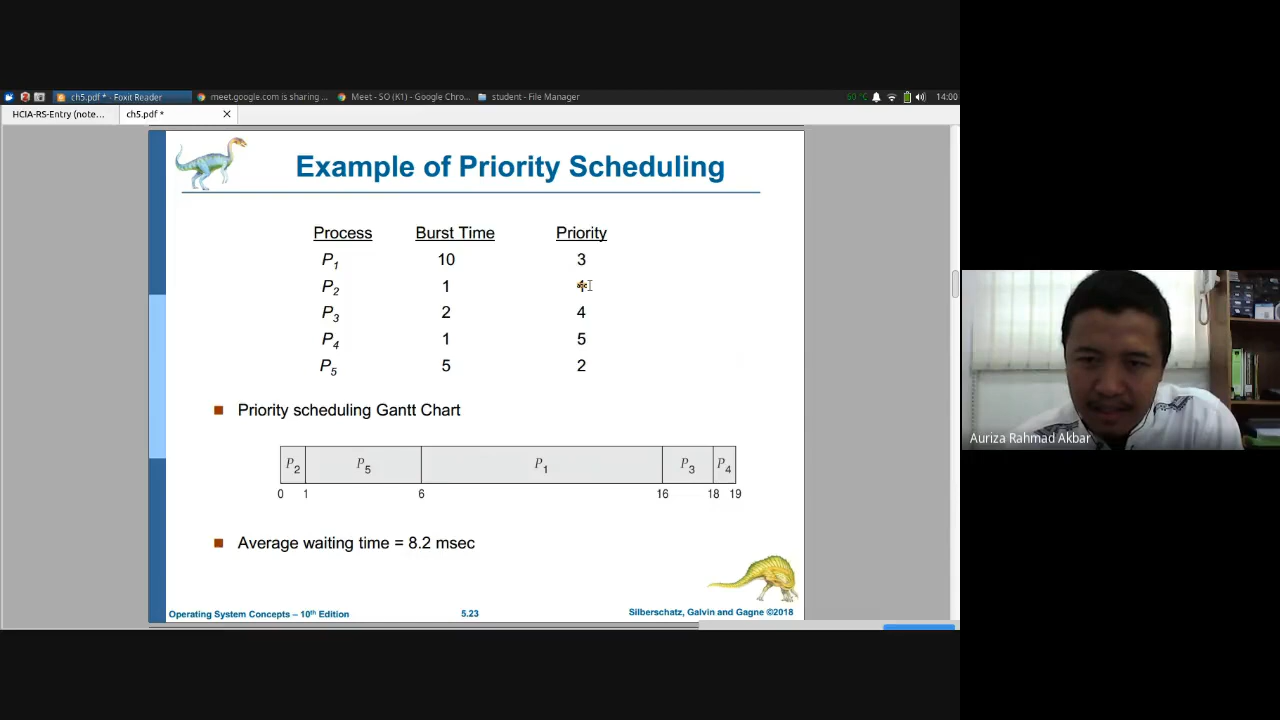 ch5.pdf * - Foxit Reader
meet.google.com is sharing ...
Meet - SO (K1) - Google Chro...
student - File Manager
50 °C
14:00
HCIA-RS-Entry (note...
ch5.pdf *
Example of Priority Scheduling
Process Burst Time Priority
P1 10 3
P2 1
P3 2 4
P4 1 5
P5 5 2
Priority scheduling Gantt Chart
P2 P5 P1 P3 P4
0 1 6 16 18 19
Average waiting time = 8.2 msec
Operating System Concepts – 10th Edition
5.23
Silberschatz, Galvin and Gagne ©2018
Auriza Rahmad Akbar